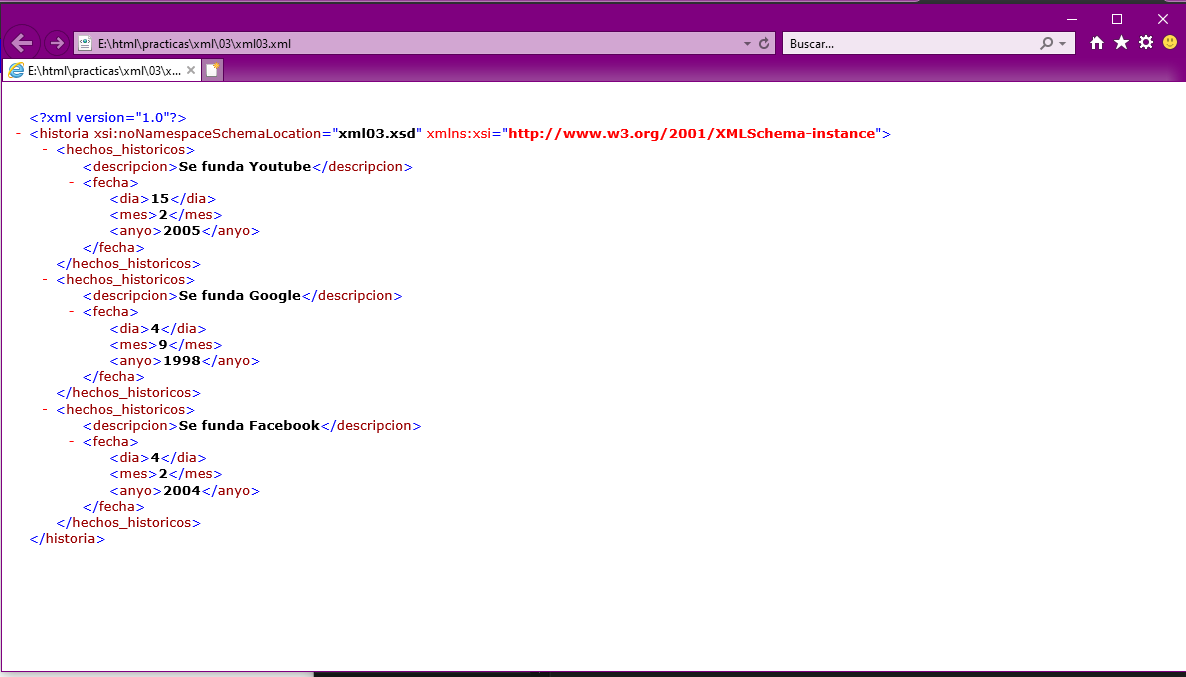 E:\html\practicas\xml\03\xml03.xml
Buscar...
E:\html\practicas\xml\03\x...
<?xml version="1.0"?>
- <historia xsi:noNamespaceSchemaLocation="xml03.xsd" xmlns:xsi="http://www.w3.org/2001/XMLSchema-instance">
- <hechos_historicos>
<descripcion>Se funda Youtube</descripcion>
- <fecha>
<dia>15</dia>
<mes>2</mes>
<anyo>2005</anyo>
</fecha>
</hechos_historicos>
- <hechos_historicos>
<descripcion>Se funda Google</descripcion>
- <fecha>
<dia>4</dia>
<mes>9</mes>
<anyo>1998</anyo>
</fecha>
</hechos_historicos>
- <hechos_historicos>
<descripcion>Se funda Facebook</descripcion>
- <fecha>
<dia>4</dia>
<mes>2</mes>
<anyo>2004</anyo>
</fecha>
</hechos_historicos>
</historia>